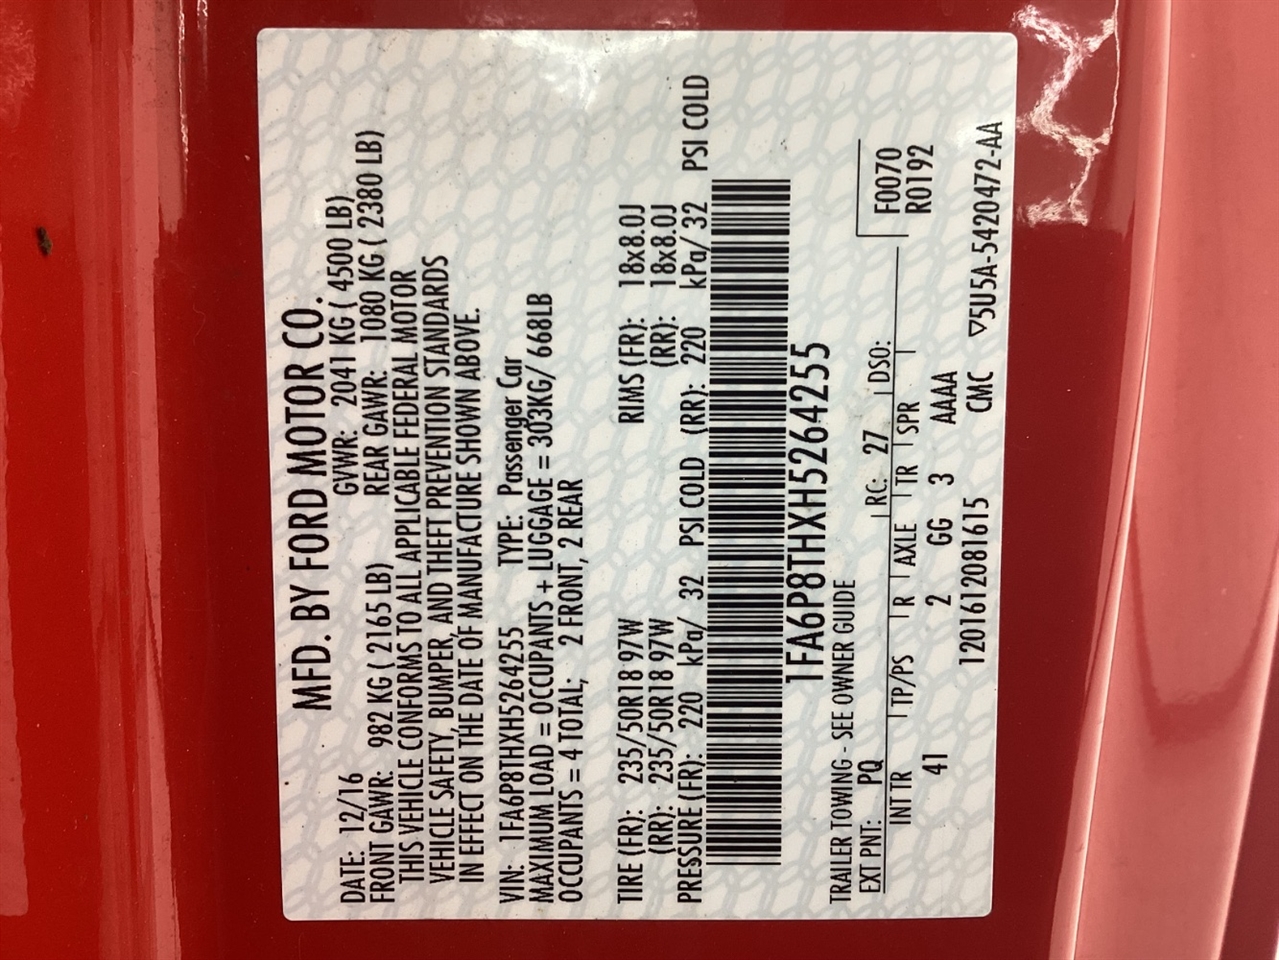 MFD. BY FORD MOTOR CO.
DATE: 12/16 GVWR: 2041 KG ( 4500 LB)
FRONT GAWR: 982 KG ( 2165 LB) REAR GAWR: 1080 KG ( 2380 LB)
THIS VEHICLE CONFORMS TO ALL APPLICABLE FEDERAL MOTOR
VEHICLE SAFETY, BUMPER, AND THEFT PREVENTION STANDARDS
IN EFFECT ON THE DATE OF MANUFACTURE SHOWN ABOVE.
VIN: 1FA6P8THXH5264255 TYPE: Passenger Car
MAXIMUM LOAD = OCCUPANTS + LUGGAGE = 303KG/ 668LB
OCCUPANTS = 4 TOTAL; 2 FRONT, 2 REAR
TIRE (FR): 235/50R18 97W RIMS (FR): 18x8.0J
(RR): 235/50R18 97W (RR): 18x8.0J
PRESSURE (FR): 220 kPa/ 32 PSI COLD (RR): 220 kPa/ 32 PSI COLD
1FA6P8THXH5264255
TRAILER TOWING - SEE OWNER GUIDE
F0070
EXT PNT: PQ RC: 27 DSO: R0192
INT TR TP/PS R AXLE TR SPR
41 2 GG 3 AAAA
1201612081615 CMC ▽5U5A-5420472-AA